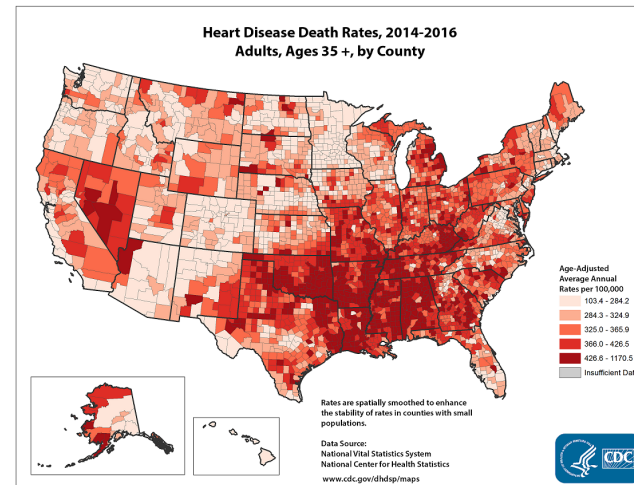 Heart Disease Death Rates, 2014-2016
Adults, Ages 35 +, by County
Age-Adjusted
Average Annual
Rates per 100,000
103.4 - 284.2
284.3 - 324.9
325.0 - 365.9
366.0 - 426.5
426.6 - 1170.5
Insufficient Dat
Rates are spatially smoothed to enhance
the stability of rates in counties with small
populations.
Data Source:
National Vital Statistics System
National Center for Health Statistics
www.cdc.gov/dhdsp/maps
CDC